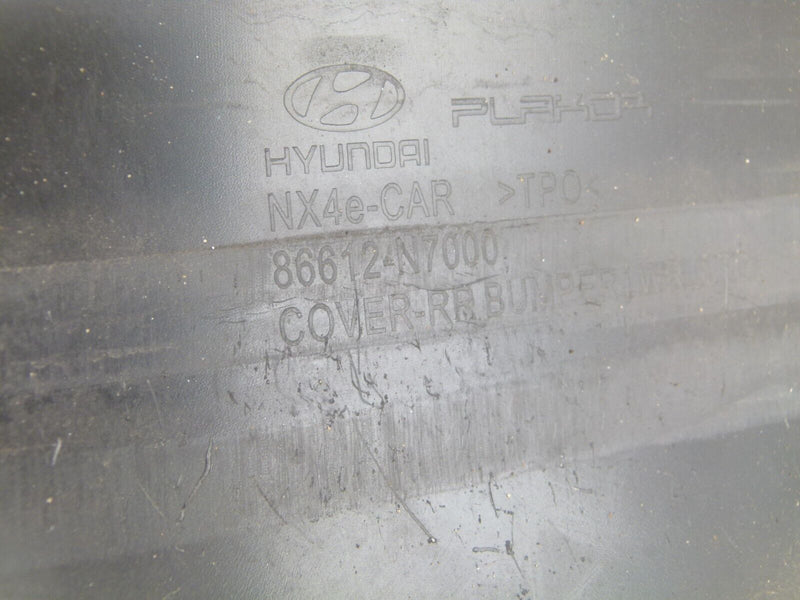 PLAKOR
HYUNDAI
NX4e-CAR >TPO<
86612-N7000
COVER-RR BUMPER